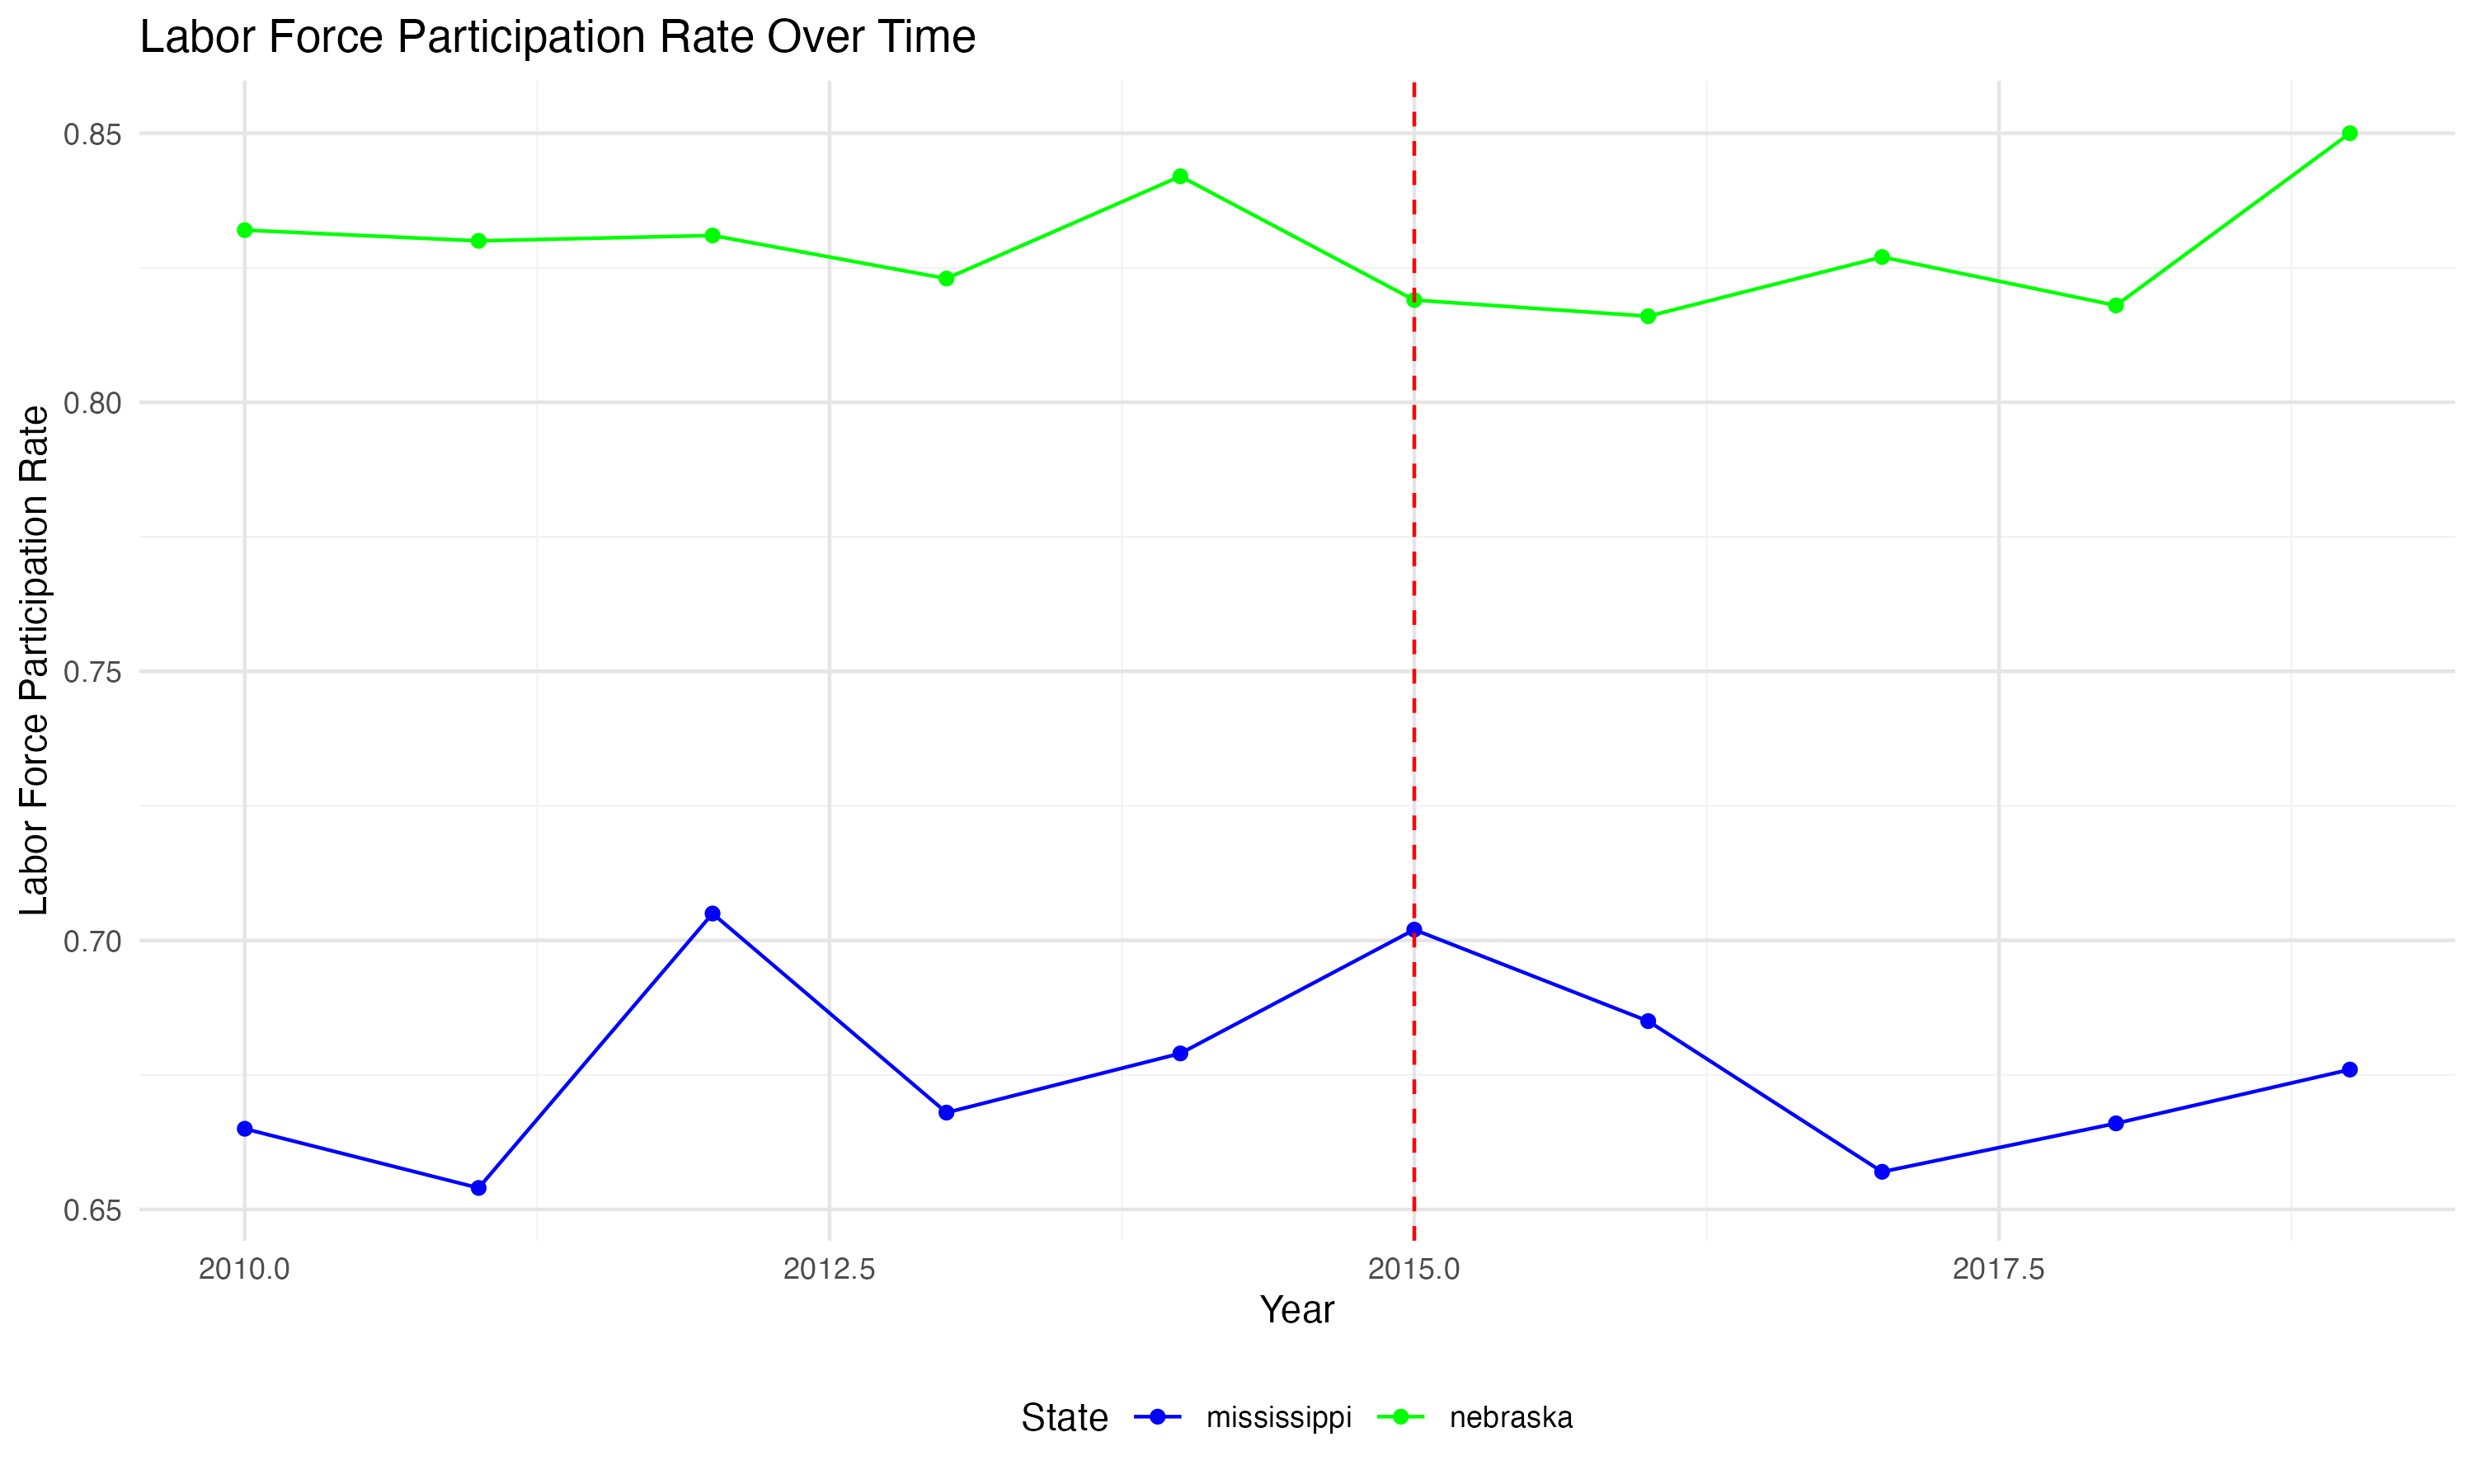 Labor Force Participation Rate Over Time
Labor Force Participation Rate
0.85
0.80
0.75
0.70
0.65
2010.0 2012.5 2015.0 2017.5
Year
State mississippi nebraska